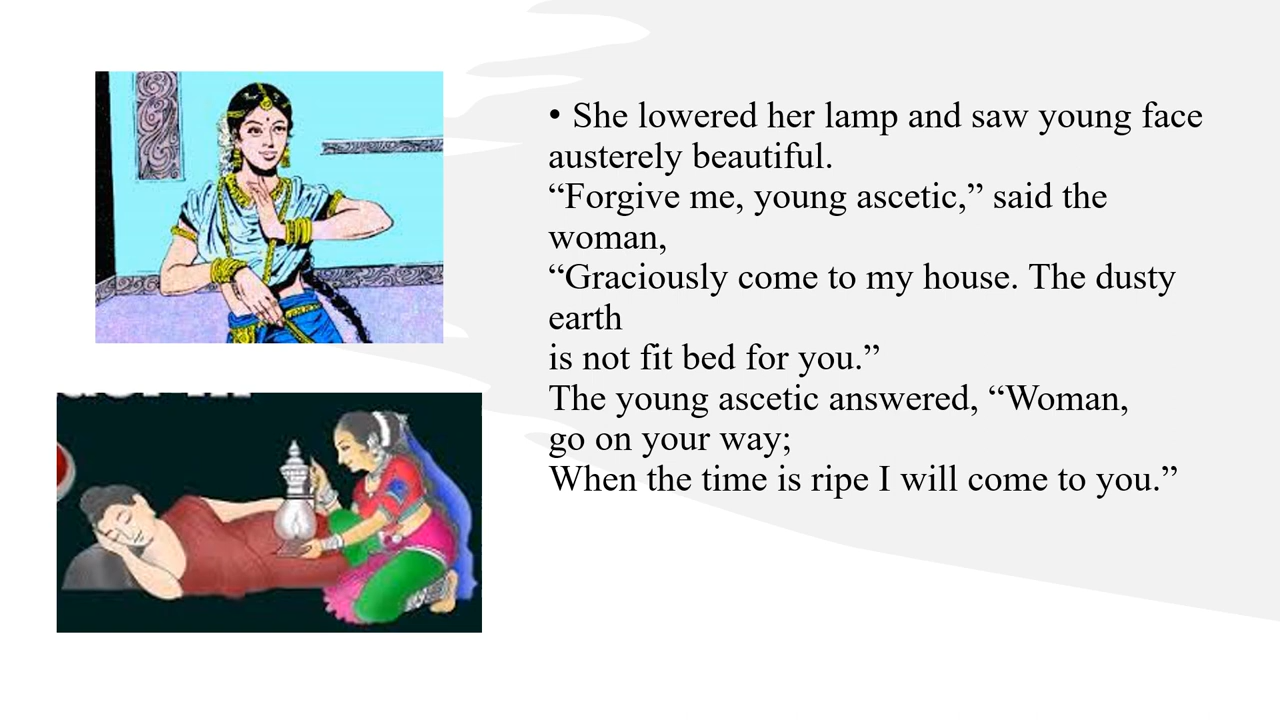 • She lowered her lamp and saw young face
austerely beautiful.
“Forgive me, young ascetic,” said the
woman,
“Graciously come to my house. The dusty
earth
is not fit bed for you.”
The young ascetic answered, “Woman,
go on your way;
When the time is ripe I will come to you.”